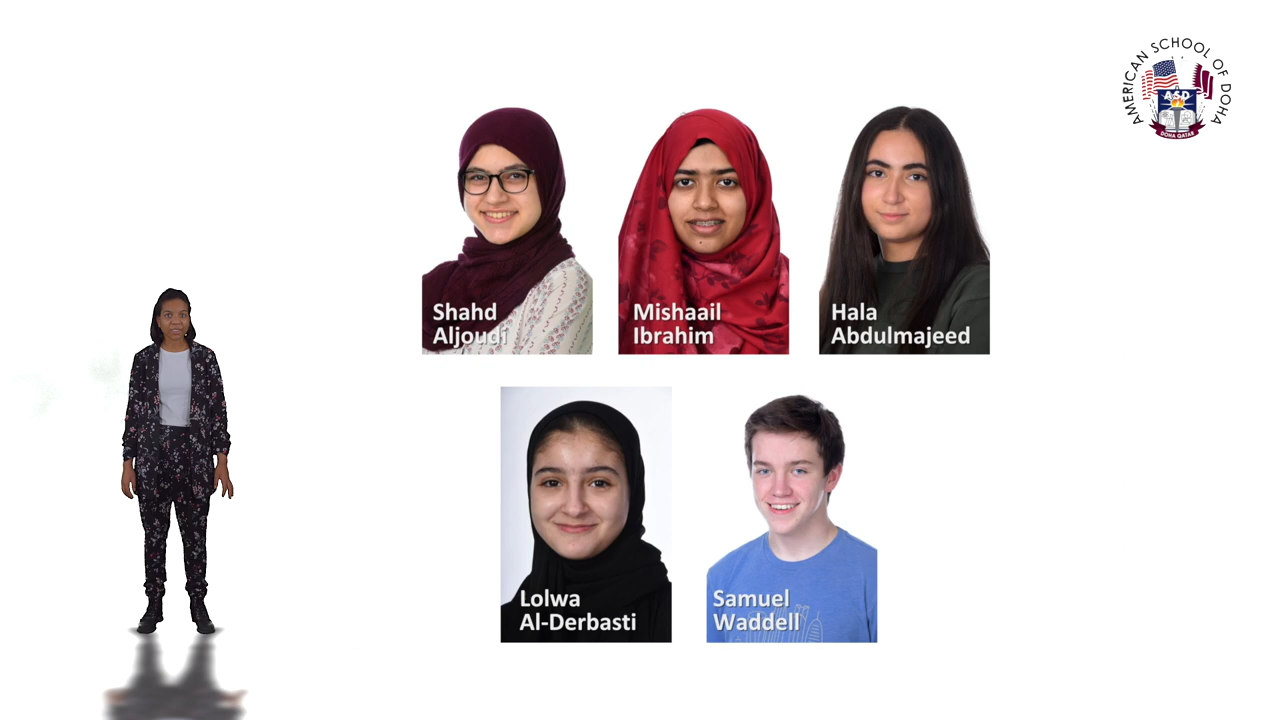 AMERICAN SCHOOL OF DOHA
ASD
DOHA QATAR
Shahd
Aljoudi
Mishaail
Ibrahim
Hala
Abdulmajeed
Lolwa
Al-Derbasti
Samuel
Waddell